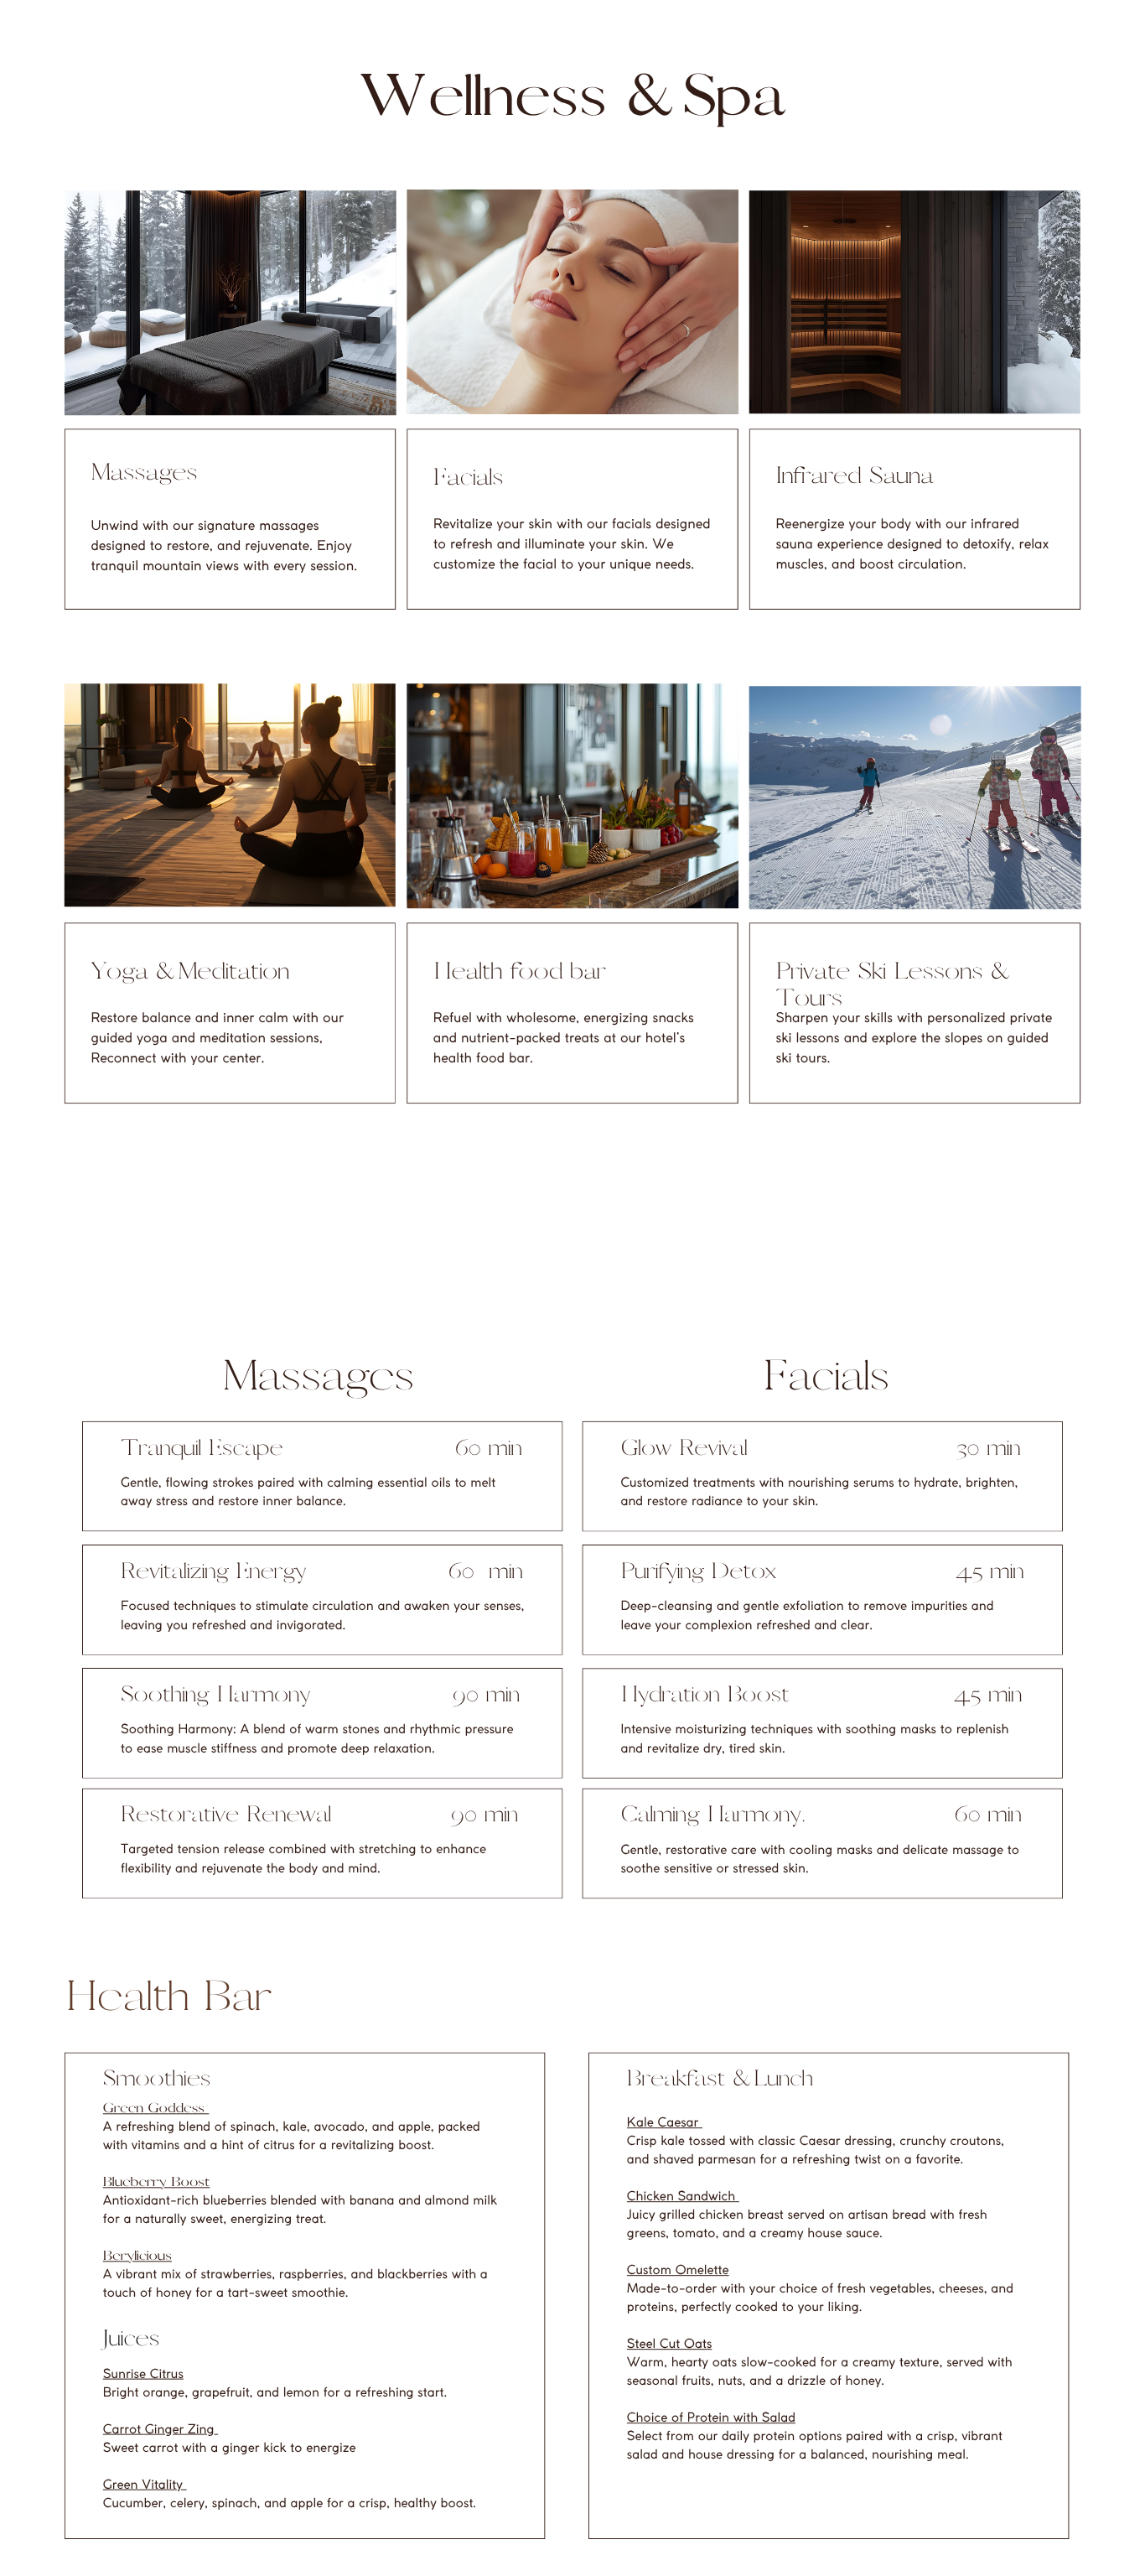 Wellness & Spa
Massages
Unwind with our signature massages
designed to restore, and rejuvenate. Enjoy
tranquil mountain views with every session.
Facials
Revitalize your skin with our facials designed
to refresh and illuminate your skin. We
customize the facial to your unique needs.
Infrared Sauna
Reenergize your body with our infrared
sauna experience designed to detoxify, relax
muscles, and boost circulation.
Yoga & Meditation
Restore balance and inner calm with our
guided yoga and meditation sessions,
Reconnect with your center.
Health food bar
Refuel with wholesome, energizing snacks
and nutrient-packed treats at our hotel's
health food bar.
Private Ski Lessons &
Tours
Sharpen your skills with personalized private
ski lessons and explore the slopes on guided
ski tours.
Massages
Tranquil Escape 60 min
Gentle, flowing strokes paired with calming essential oils to melt
away stress and restore inner balance.
Revitalizing Energy 60 min
Focused techniques to stimulate circulation and awaken your senses,
leaving you refreshed and invigorated.
Soothing Harmony 90 min
Soothing Harmony: A blend of warm stones and rhythmic pressure
to ease muscle stiffness and promote deep relaxation.
Restorative Renewal 90 min
Targeted tension release combined with stretching to enhance
flexibility and rejuvenate the body and mind.
Facials
Glow Revival 30 min
Customized treatments with nourishing serums to hydrate, brighten,
and restore radiance to your skin.
Purifying Detox 45 min
Deep-cleansing and gentle exfoliation to remove impurities and
leave your complexion refreshed and clear.
Hydration Boost 45 min
Intensive moisturizing techniques with soothing masks to replenish
and revitalize dry, tired skin.
Calming Harmony. 60 min
Gentle, restorative care with cooling masks and delicate massage to
soothe sensitive or stressed skin.
Health Bar
Smoothies
Green Goddess
A refreshing blend of spinach, kale, avocado, and apple, packed
with vitamins and a hint of citrus for a revitalizing boost.
Blueberry Boost
Antioxidant-rich blueberries blended with banana and almond milk
for a naturally sweet, energizing treat.
Berylicious
A vibrant mix of strawberries, raspberries, and blackberries with a
touch of honey for a tart-sweet smoothie.
Juices
Sunrise Citrus
Bright orange, grapefruit, and lemon for a refreshing start.
Carrot Ginger Zing
Sweet carrot with a ginger kick to energize
Green Vitality
Cucumber, celery, spinach, and apple for a crisp, healthy boost.
Breakfast & Lunch
Kale Caesar
Crisp kale tossed with classic Caesar dressing, crunchy croutons,
and shaved parmesan for a refreshing twist on a favorite.
Chicken Sandwich
Juicy grilled chicken breast served on artisan bread with fresh
greens, tomato, and a creamy house sauce.
Custom Omelette
Made-to-order with your choice of fresh vegetables, cheeses, and
proteins, perfectly cooked to your liking.
Steel Cut Oats
Warm, hearty oats slow-cooked for a creamy texture, served with
seasonal fruits, nuts, and a drizzle of honey.
Choice of Protein with Salad
Select from our daily protein options paired with a crisp, vibrant
salad and house dressing for a balanced, nourishing meal.